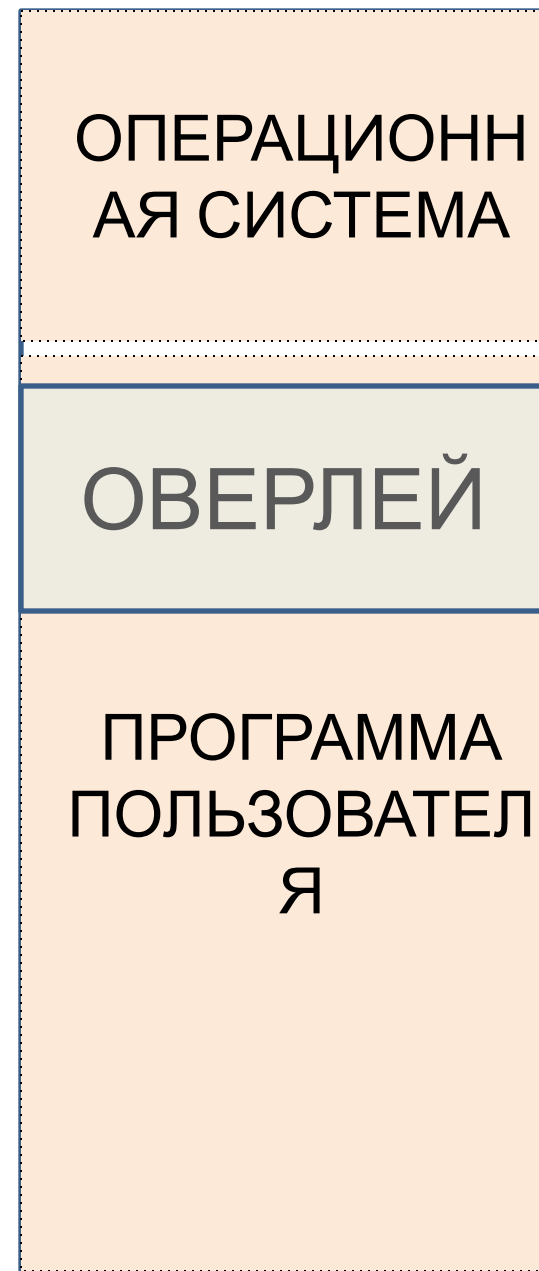 ОПЕРАЦИОНН
АЯ СИСТЕМА
ОВЕРЛЕЙ
ПРОГРАММА
ПОЛЬЗОВАТЕЛ
Я